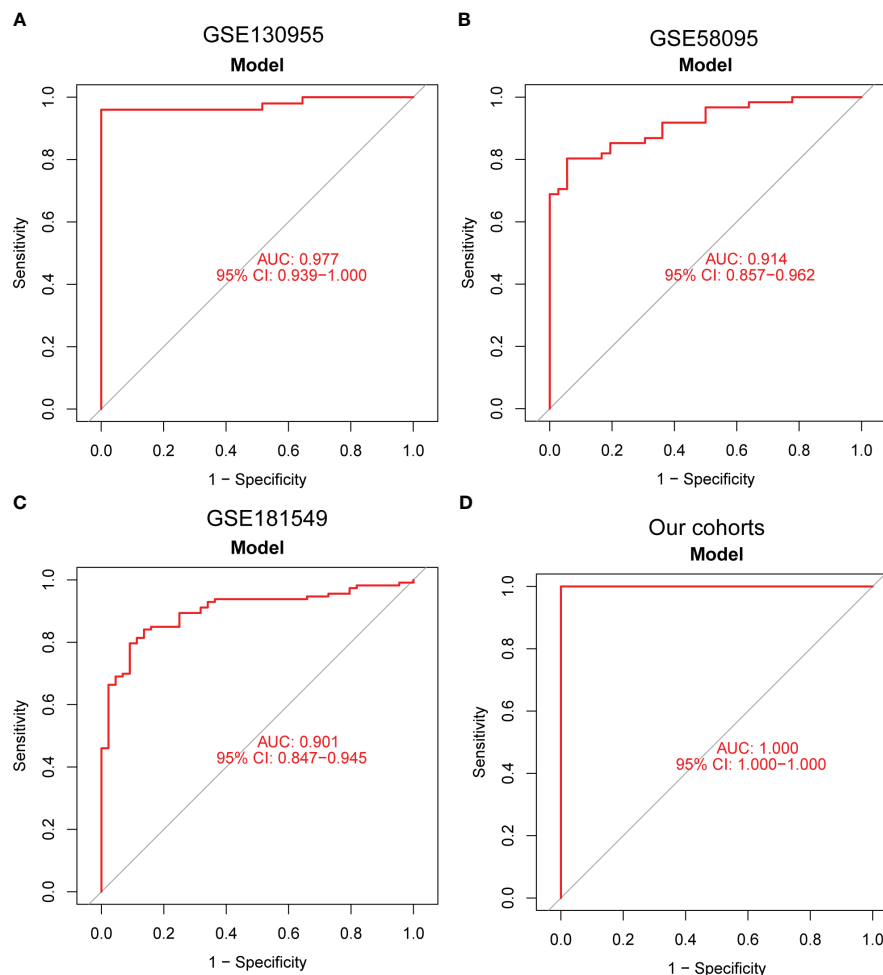 A
GSE130955
Model
Sensitivity
1.0
0.8
0.6
0.4
0.2
0.0
AUC: 0.977
95% CI: 0.939−1.000
0.0 0.2 0.4 0.6 0.8 1.0
1 − Specificity
B
GSE58095
Model
Sensitivity
1.0
0.8
0.6
0.4
0.2
0.0
AUC: 0.914
95% CI: 0.857−0.962
0.0 0.2 0.4 0.6 0.8 1.0
1 − Specificity
C
GSE181549
Model
Sensitivity
1.0
0.8
0.6
0.4
0.2
0.0
AUC: 0.901
95% CI: 0.847−0.945
0.0 0.2 0.4 0.6 0.8 1.0
1 − Specificity
D
Our cohorts
Model
Sensitivity
1.0
0.8
0.6
0.4
0.2
0.0
AUC: 1.000
95% CI: 1.000−1.000
0.0 0.2 0.4 0.6 0.8 1.0
1 − Specificity